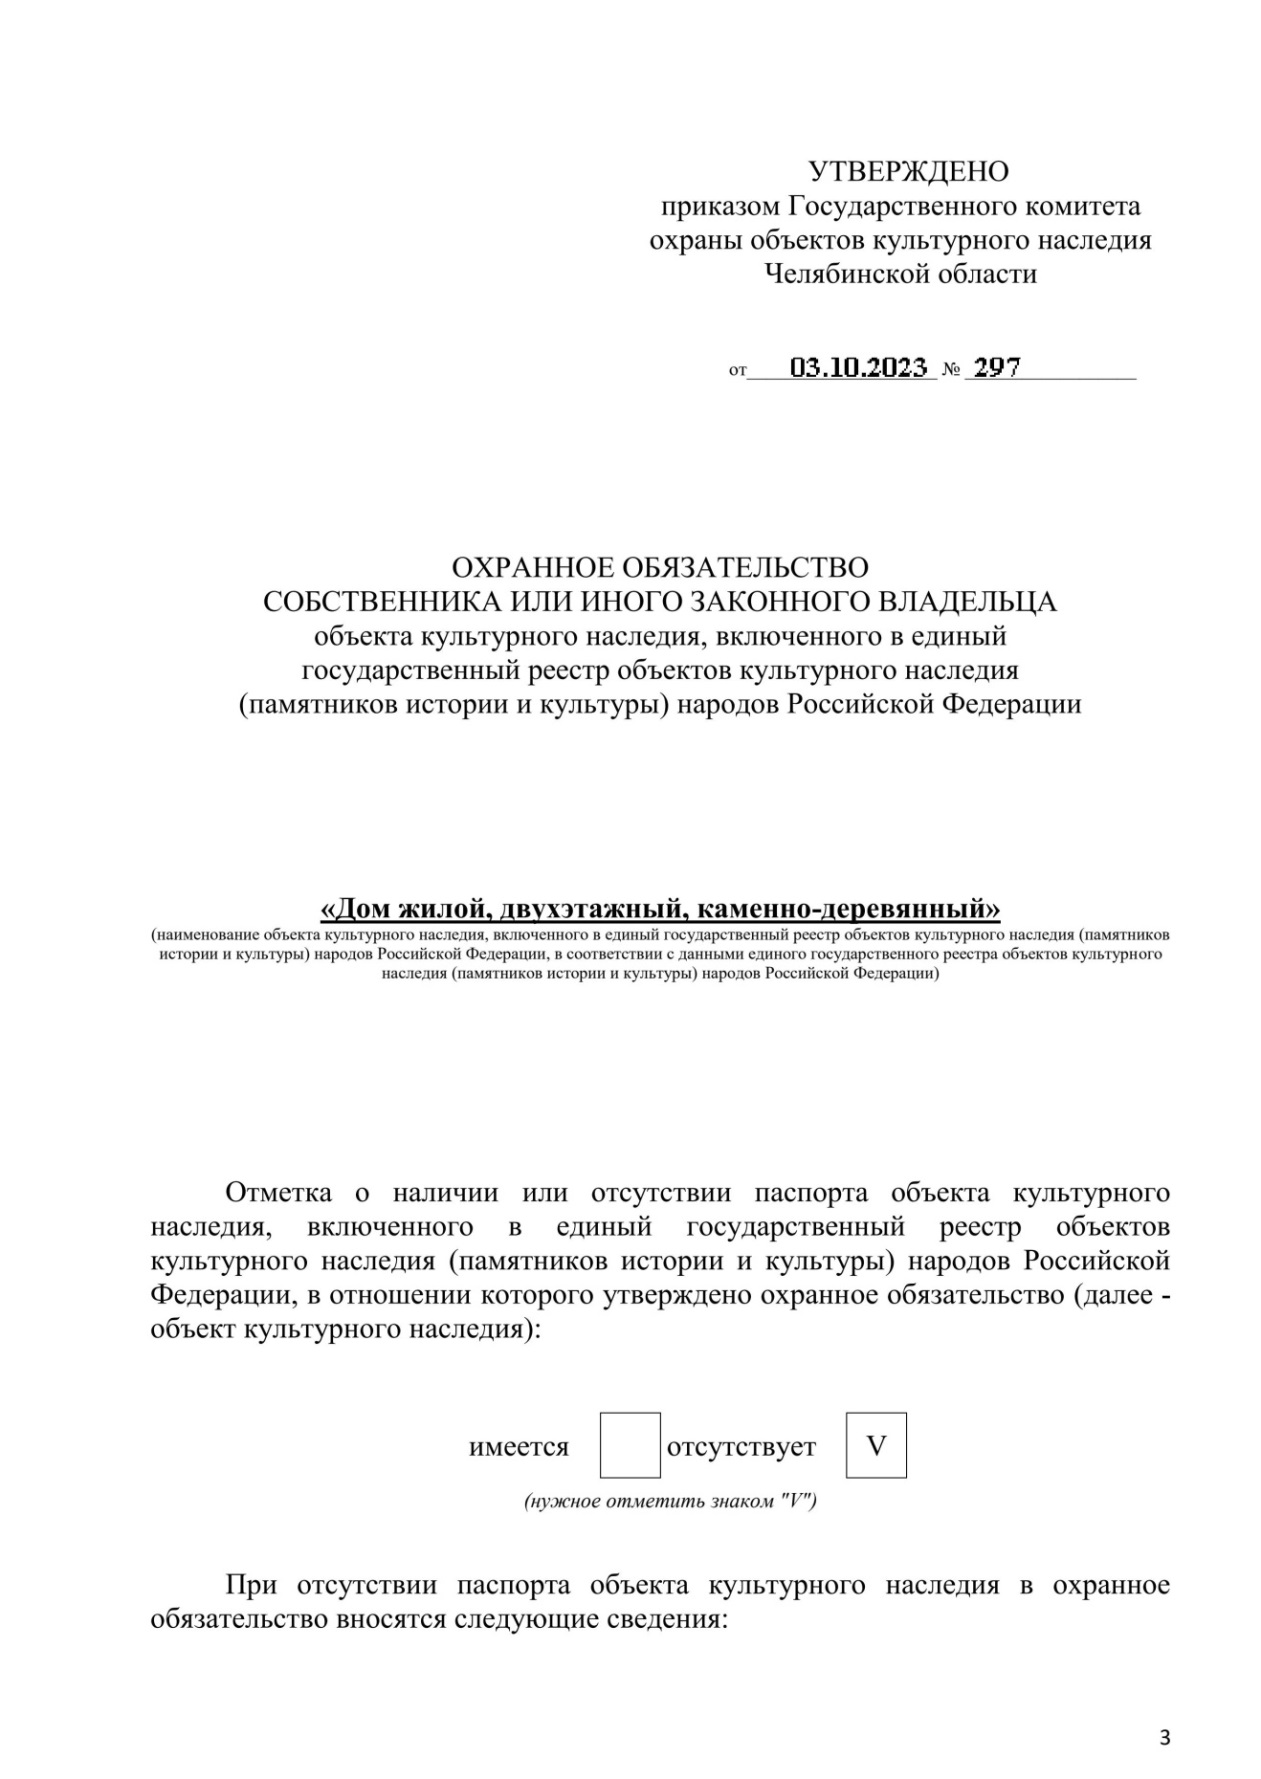 УТВЕРЖДЕНО
приказом Государственного комитета
охраны объектов культурного наследия
Челябинской области
от 03.10.2023 № 297
ОХРАННОЕ ОБЯЗАТЕЛЬСТВО
СОБСТВЕННИКА ИЛИ ИНОГО ЗАКОННОГО ВЛАДЕЛЬЦА
объекта культурного наследия, включенного в единый
государственный реестр объектов культурного наследия
(памятников истории и культуры) народов Российской Федерации
«Дом жилой, двухэтажный, каменно-деревянный»
(наименование объекта культурного наследия, включенного в единый государственный реестр объектов культурного наследия (памятников
истории и культуры) народов Российской Федерации, в соответствии с данными единого государственного реестра объектов культурного
наследия (памятников истории и культуры) народов Российской Федерации)
Отметка о наличии или отсутствии паспорта объекта культурного
наследия, включенного в единый государственный реестр объектов
культурного наследия (памятников истории и культуры) народов Российской
Федерации, в отношении которого утверждено охранное обязательство (далее -
объект культурного наследия):
имеется отсутствует V
(нужное отметить знаком "V")
При отсутствии паспорта объекта культурного наследия в охранное
обязательство вносятся следующие сведения:
3